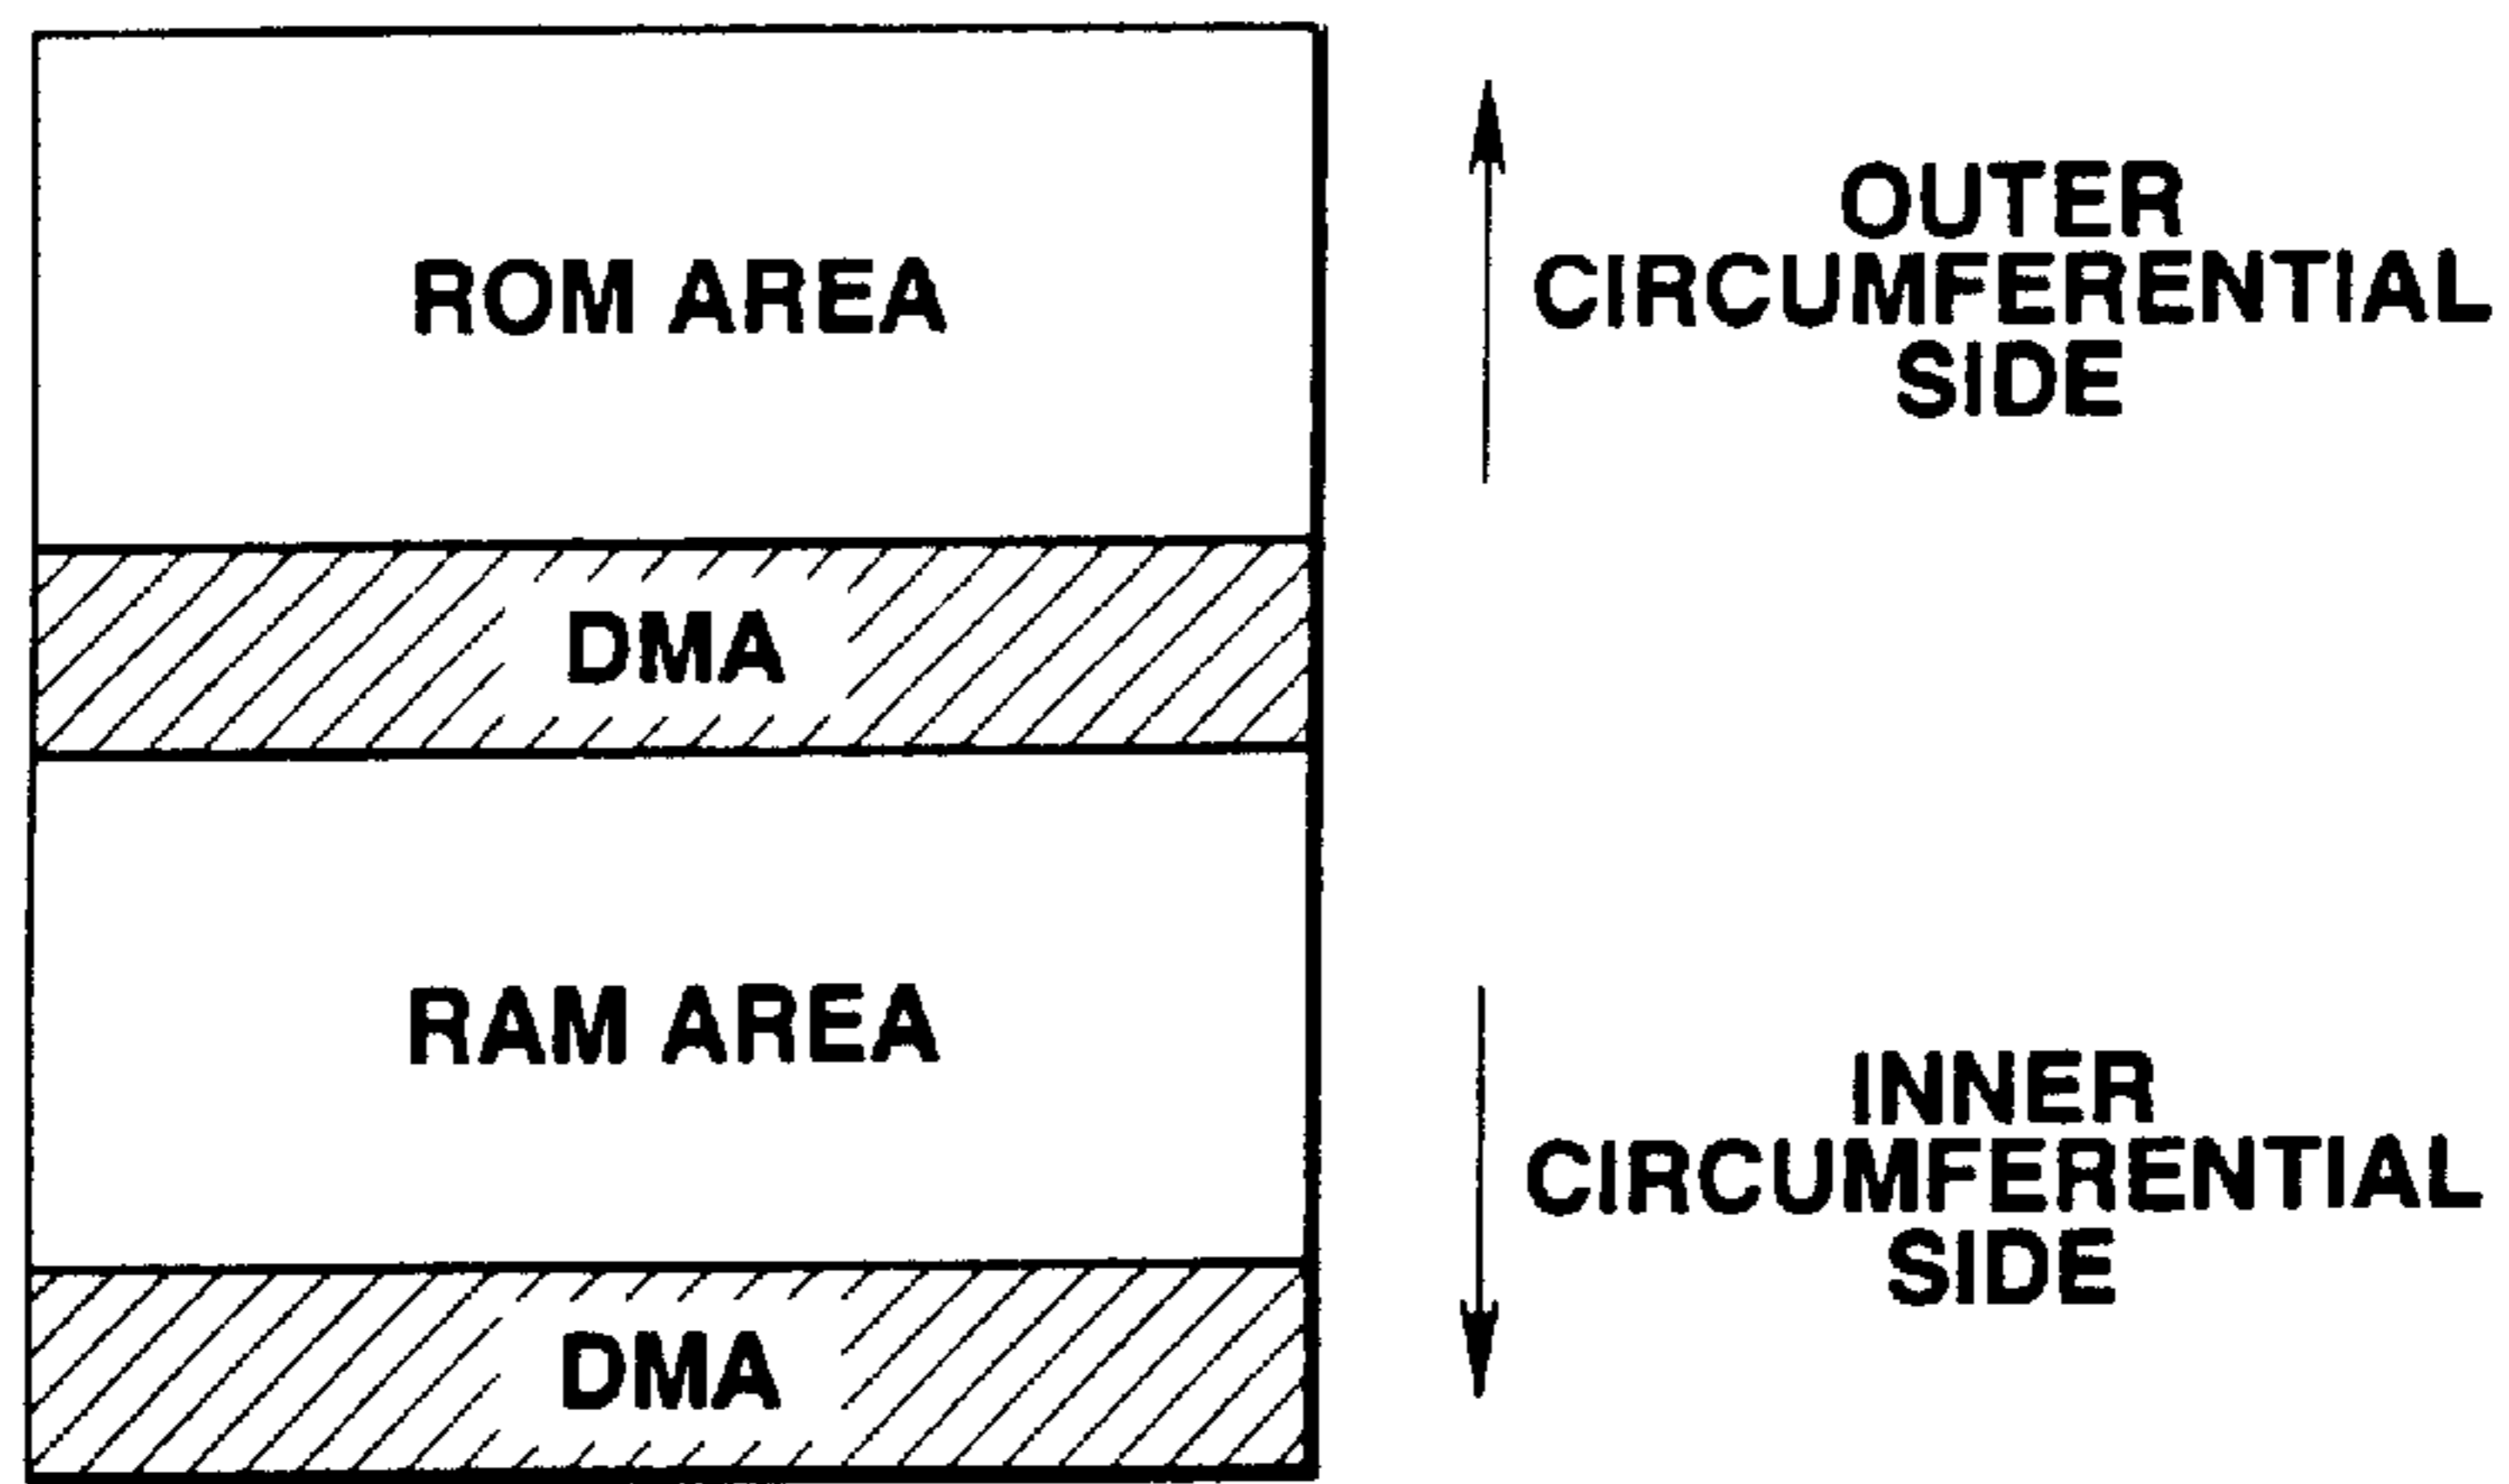 ROM AREA
OUTER
CIRCUMFERENTIAL
SIDE
DMA
RAM AREA
INNER
CIRCUMFERENTIAL
SIDE
DMA